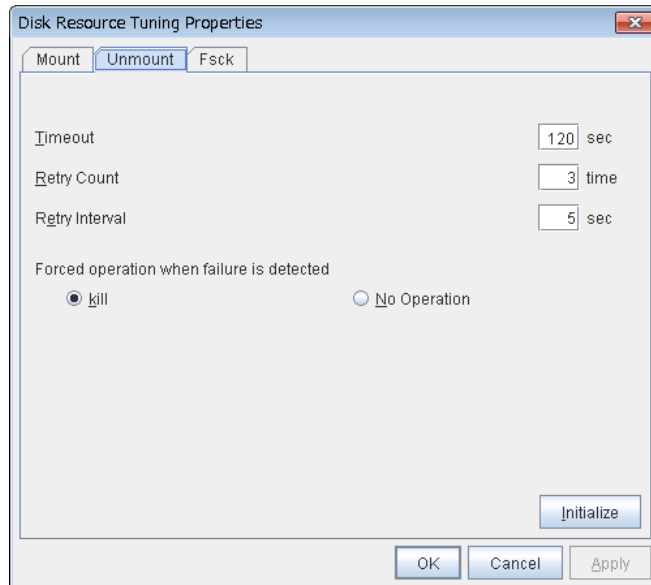 Disk Resource Tuning Properties
Mount Unmount Fsck
Timeout 120 sec
Retry Count 3 time
Retry Interval 5 sec
Forced operation when failure is detected
kill No Operation
Initialize
OK Cancel Apply